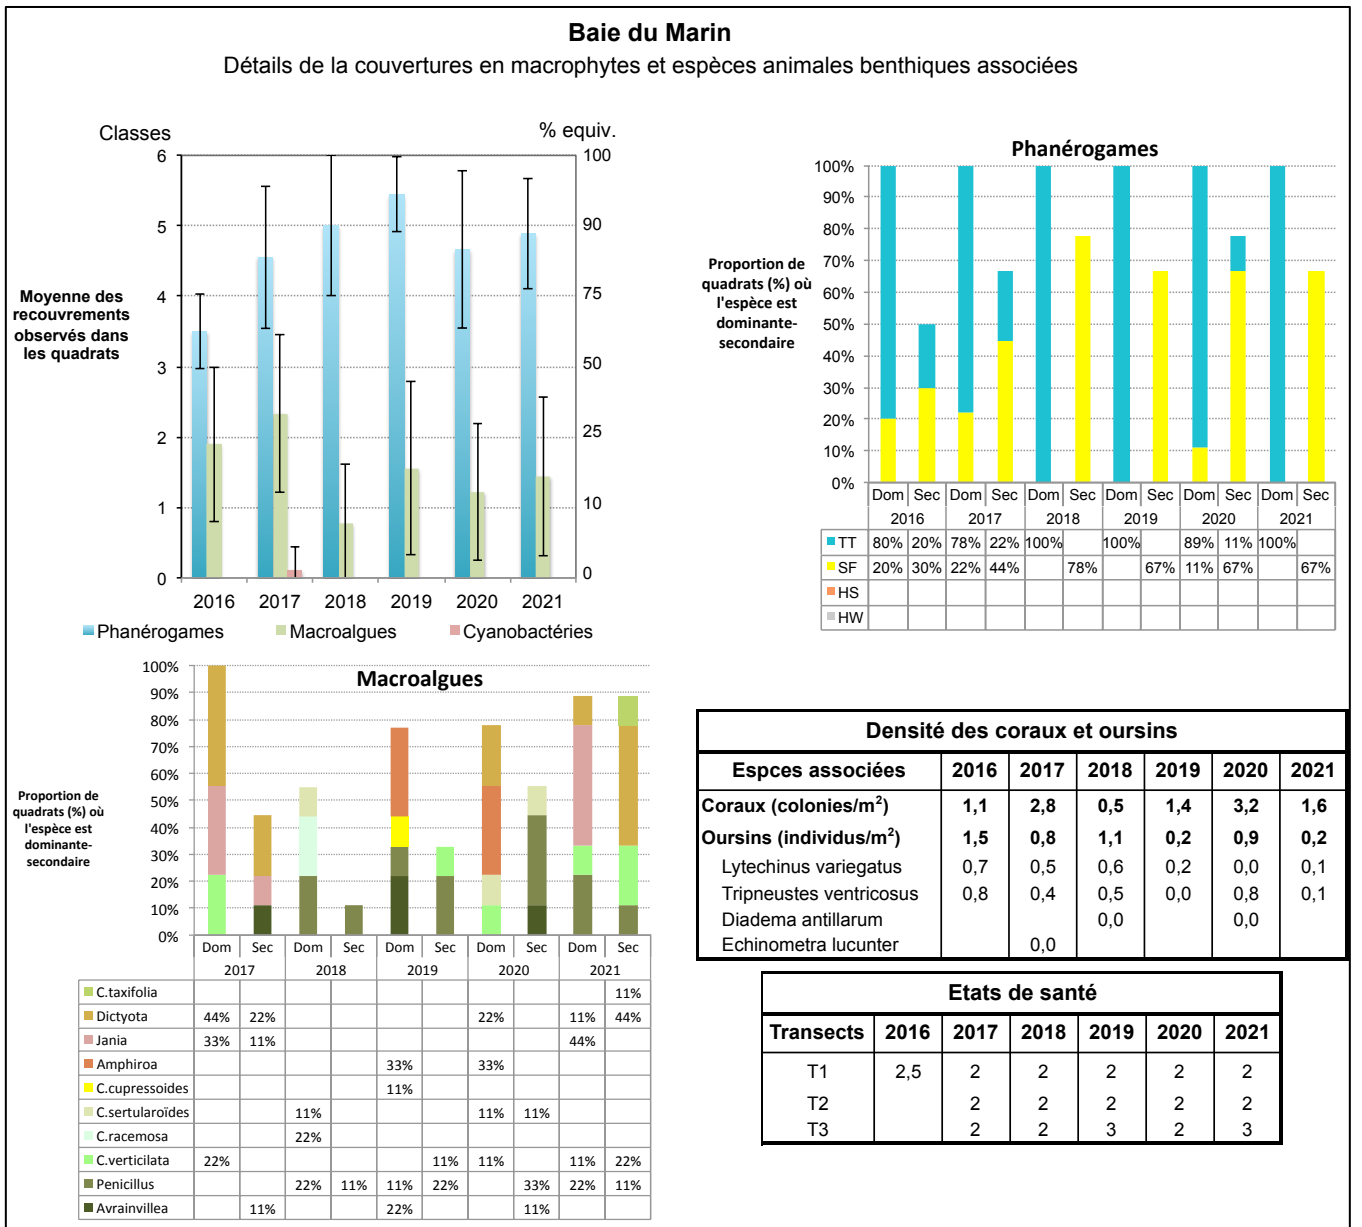 Baie du Marin
Détails de la couvertures en macrophytes et espèces animales benthiques associées
Classes
% equiv.
Moyenne des
recouvrements
observés dans
les quadrats
6
5
4
3
2
1
0
100
90
75
50
25
10
0
2016 2017 2018 2019 2020 2021
Phanérogames Macroalgues Cyanobactéries
Phanérogames
Proportion de
quadrats (%) où
l'espèce est
dominante-
secondaire
100%
90%
80%
70%
60%
50%
40%
30%
20%
10%
0%
Dom Sec Dom Sec Dom Sec Dom Sec Dom Sec Dom Sec
2016 2017 2018 2019 2020 2021
TT 80% 20% 78% 22% 100% 100% 89% 11% 100%
SF 20% 30% 22% 44% 78% 67% 11% 67% 67%
HS
HW
Macroalgues
Proportion de
quadrats (%) où
l'espèce est
dominante-
secondaire
100%
90%
80%
70%
60%
50%
40%
30%
20%
10%
0%
Dom Sec Dom Sec Dom Sec Dom Sec Dom Sec
2017 2018 2019 2020 2021
C.taxifolia 11%
Dictyota 44% 22% 22% 11% 44%
Jania 33% 11% 44%
Amphiroa 33% 33%
C.cupressoides 11%
C.sertularoïdes 11% 11% 11%
C.racemosa 22%
C.verticilata 22% 11% 11% 11% 22%
Penicillus 22% 11% 11% 22% 33% 22% 11%
Avrainvillea 11% 22% 11%
Densité des coraux et oursins
Espces associées 2016 2017 2018 2019 2020 2021
Coraux (colonies/m²) 1,1 2,8 0,5 1,4 3,2 1,6
Oursins (individus/m²) 1,5 0,8 1,1 0,2 0,9 0,2
Lytechinus variegatus 0,7 0,5 0,6 0,2 0,0 0,1
Tripneustes ventricosus 0,8 0,4 0,5 0,0 0,8 0,1
Diadema antillarum 0,0 0,0
Echinometra lucunter 0,0
Etats de santé
Transects 2016 2017 2018 2019 2020 2021
T1 2,5 2 2 2 2 2
T2 2 2 2 2 2
T3 2 2 3 2 3